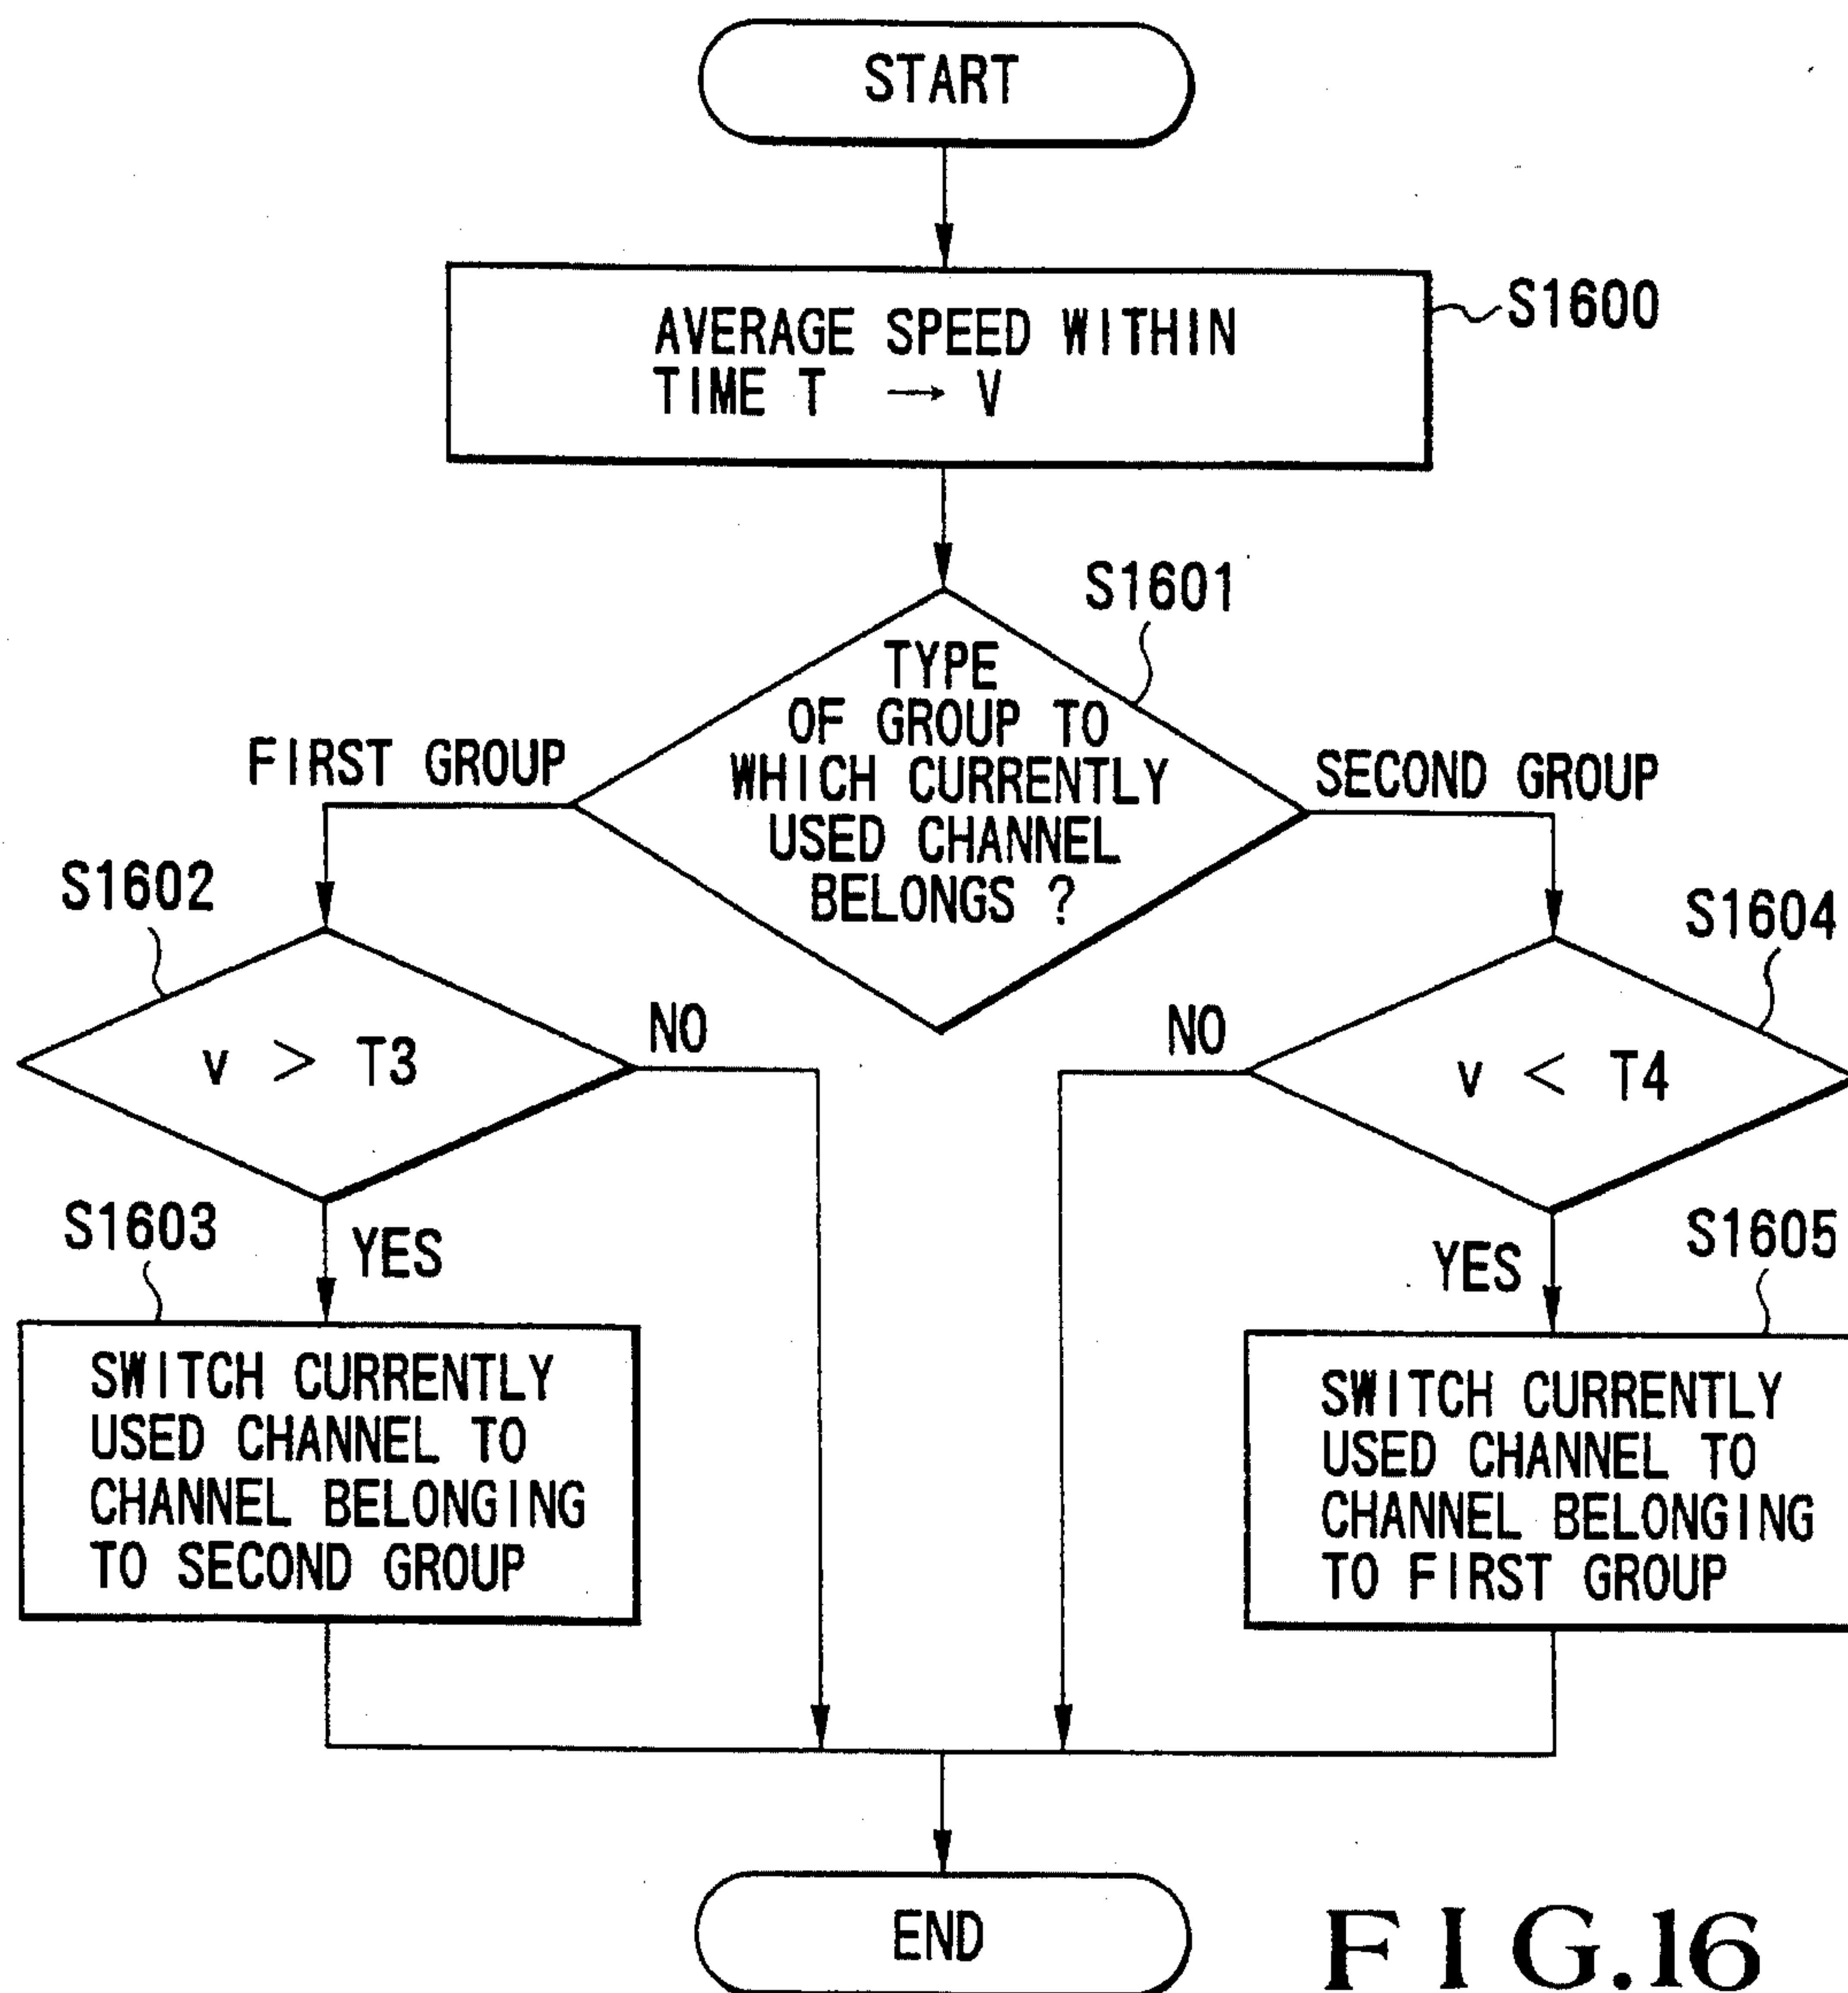 START
AVERAGE SPEED WITHIN
TIME T → V
S1600
S1601
TYPE
OF GROUP TO
WHICH CURRENTLY
USED CHANNEL
BELONGS ?
FIRST GROUP
SECOND GROUP
S1602
v > T3
NO
S1604
v < T4
NO
S1603
YES
SWITCH CURRENTLY
USED CHANNEL TO
CHANNEL BELONGING
TO SECOND GROUP
S1605
YES
SWITCH CURRENTLY
USED CHANNEL TO
CHANNEL BELONGING
TO FIRST GROUP
END
FIG.16